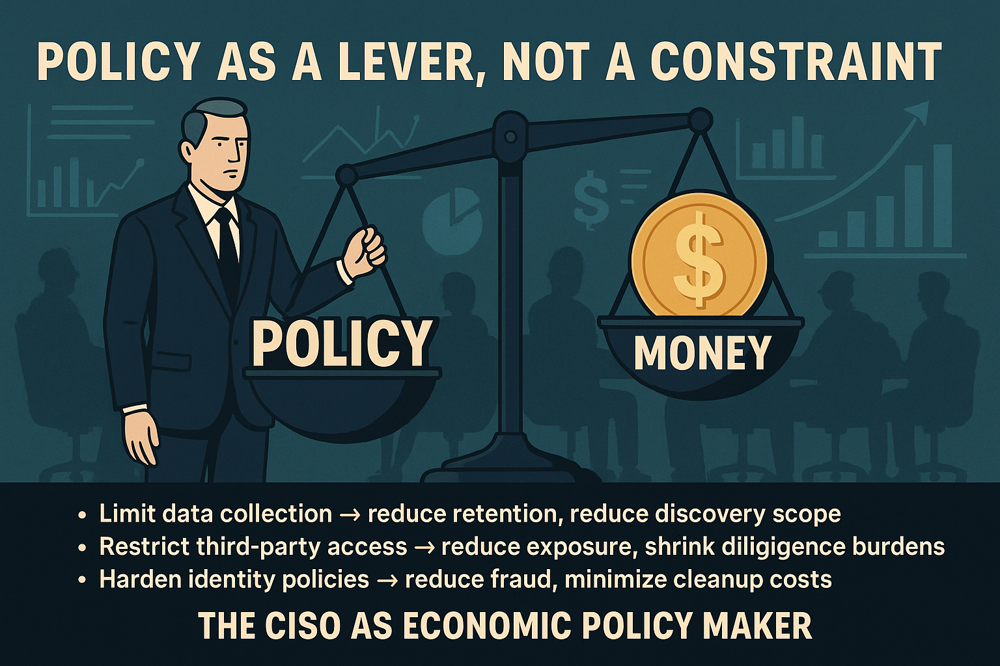 POLICY AS A LEVER, NOT A CONSTRAINT
$
$
POLICY
MONEY
• Limit data collection → reduce retention, reduce discovery scope
• Restrict third-party access → reduce exposure, shrink diligigence burdens
• Harden identity policies → reduce fraud, minimize cleanup costs
THE CISO AS ECONOMIC POLICY MAKER